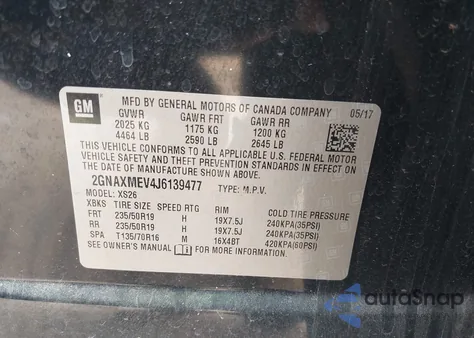 GM
MFD BY GENERAL MOTORS OF CANADA COMPANY
05/17
GVWR GAWR FRT GAWR RR
2025 KG 1175 KG 1200 KG
4464 LB 2590 LB 2645 LB
THIS VEHICLE CONFORMS TO ALL APPLICABLE U.S. FEDERAL
MOTOR VEHICLE SAFETY AND THEFT PREVENTION
STANDARDS IN EFFECT ON THE
DATE OF MANUFACTURE SHOWN ABOVE.
2GNAXMEV4J6139477 TYPE: M.P.V.
MODEL: XS26
XBKS TIRE SIZE SPEED RTG RIM COLD TIRE PRESSURE
FRT 235/50R19 H 19X7.5J 240KPA(35PSI)
RR 235/50R19 H 19X7.5J 240KPA(35PSI)
SPA T135/70R16 M 16X4BT 420KPA(60PSI)
SEE OWNER'S MANUAL FOR MORE INFORMATION.
autoSnap